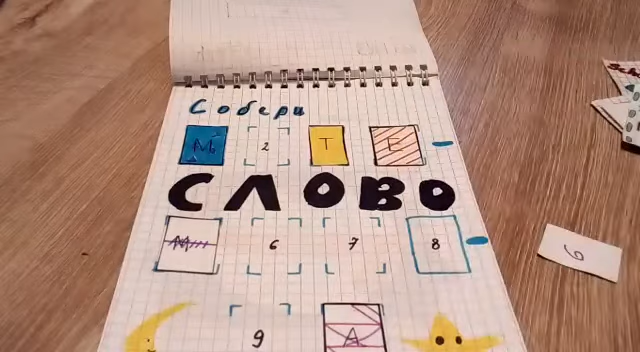 Собери
М 2 Т Е -
СЛОВО
М 6 7 8 -
9 А
6